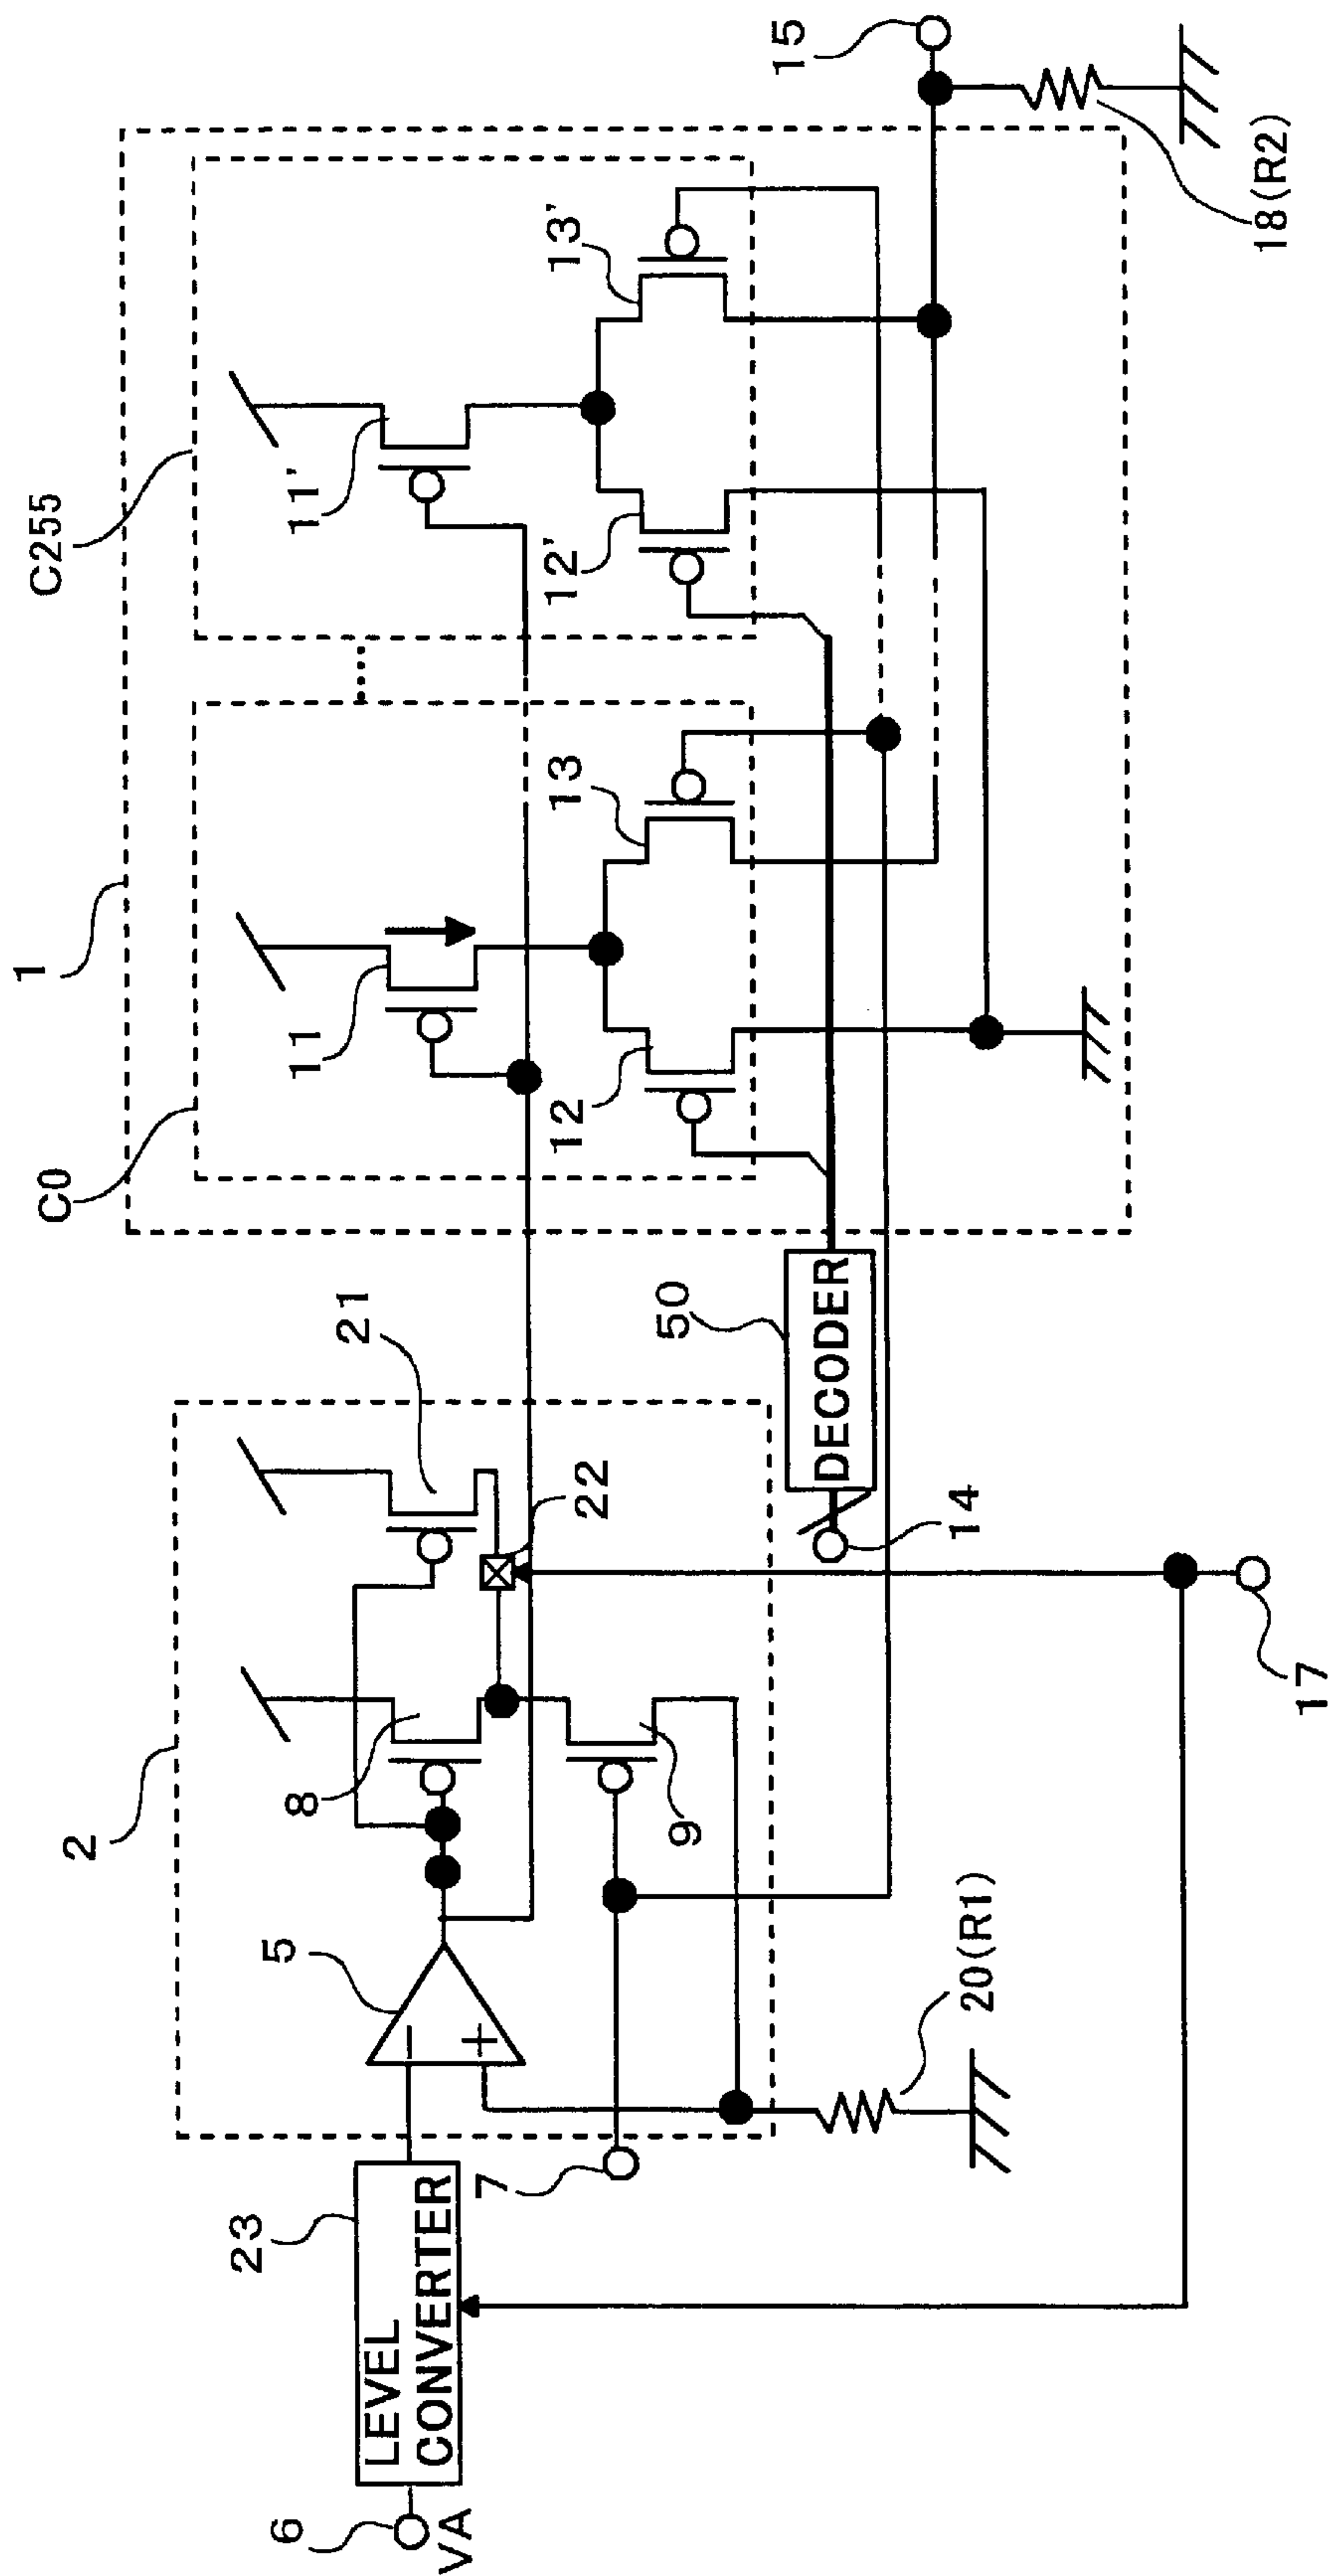 C0
1
C255
2
21
11
11'
8
22
12
13
12'
13'
5
9
50
DECODER
14
15
23
LEVEL
CONVERTER
6
VA
7
20(R1)
17
18(R2)